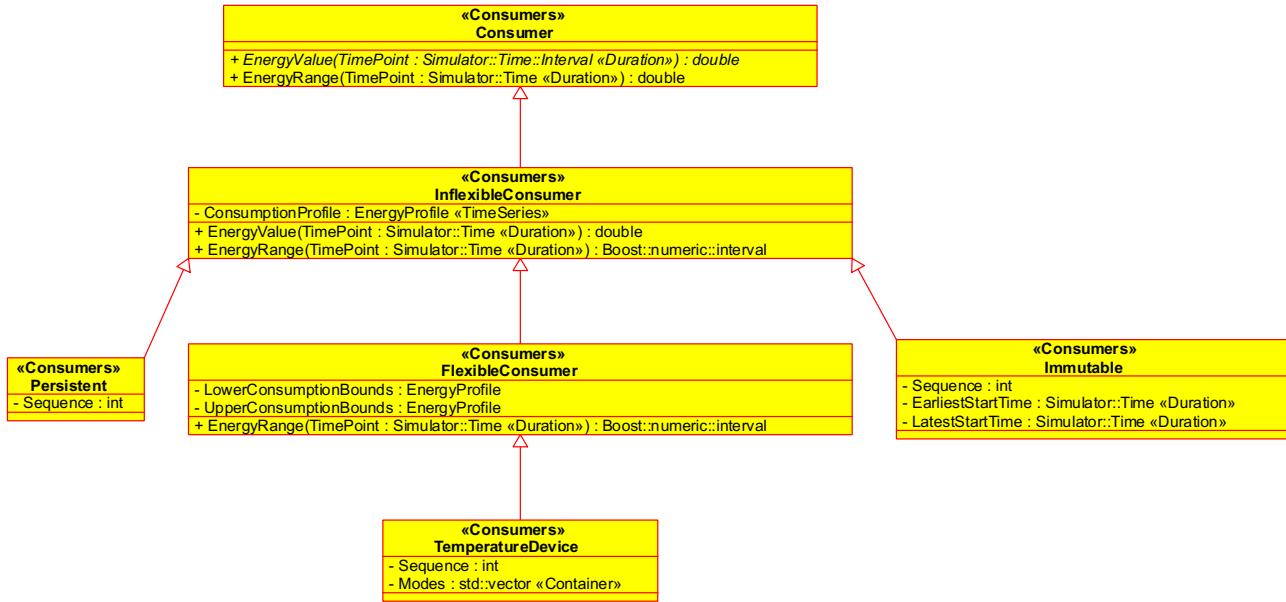 «Consumers»
Consumer
+ EnergyValue(TimePoint : Simulator::Time::Interval «Duration») : double
+ EnergyRange(TimePoint : Simulator::Time «Duration») : double
«Consumers»
InflexibleConsumer
- ConsumptionProfile : EnergyProfile «TimeSeries»
+ EnergyValue(TimePoint : Simulator::Time «Duration») : double
+ EnergyRange(TimePoint : Simulator::Time «Duration») : Boost::numeric::interval
«Consumers»
Persistent
- Sequence : int
«Consumers»
FlexibleConsumer
- LowerConsumptionBounds : EnergyProfile
- UpperConsumptionBounds : EnergyProfile
+ EnergyRange(TimePoint : Simulator::Time «Duration») : Boost::numeric::interval
«Consumers»
Immutable
- Sequence : int
- EarliestStartTime : Simulator::Time «Duration»
- LatestStartTime : Simulator::Time «Duration»
«Consumers»
TemperatureDevice
- Sequence : int
- Modes : std::vector «Container»